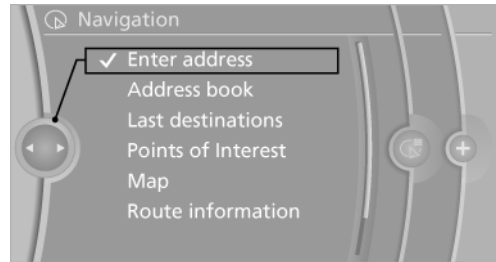 Navigation
Enter address
Address book
Last destinations
Points of Interest
Map
Route information